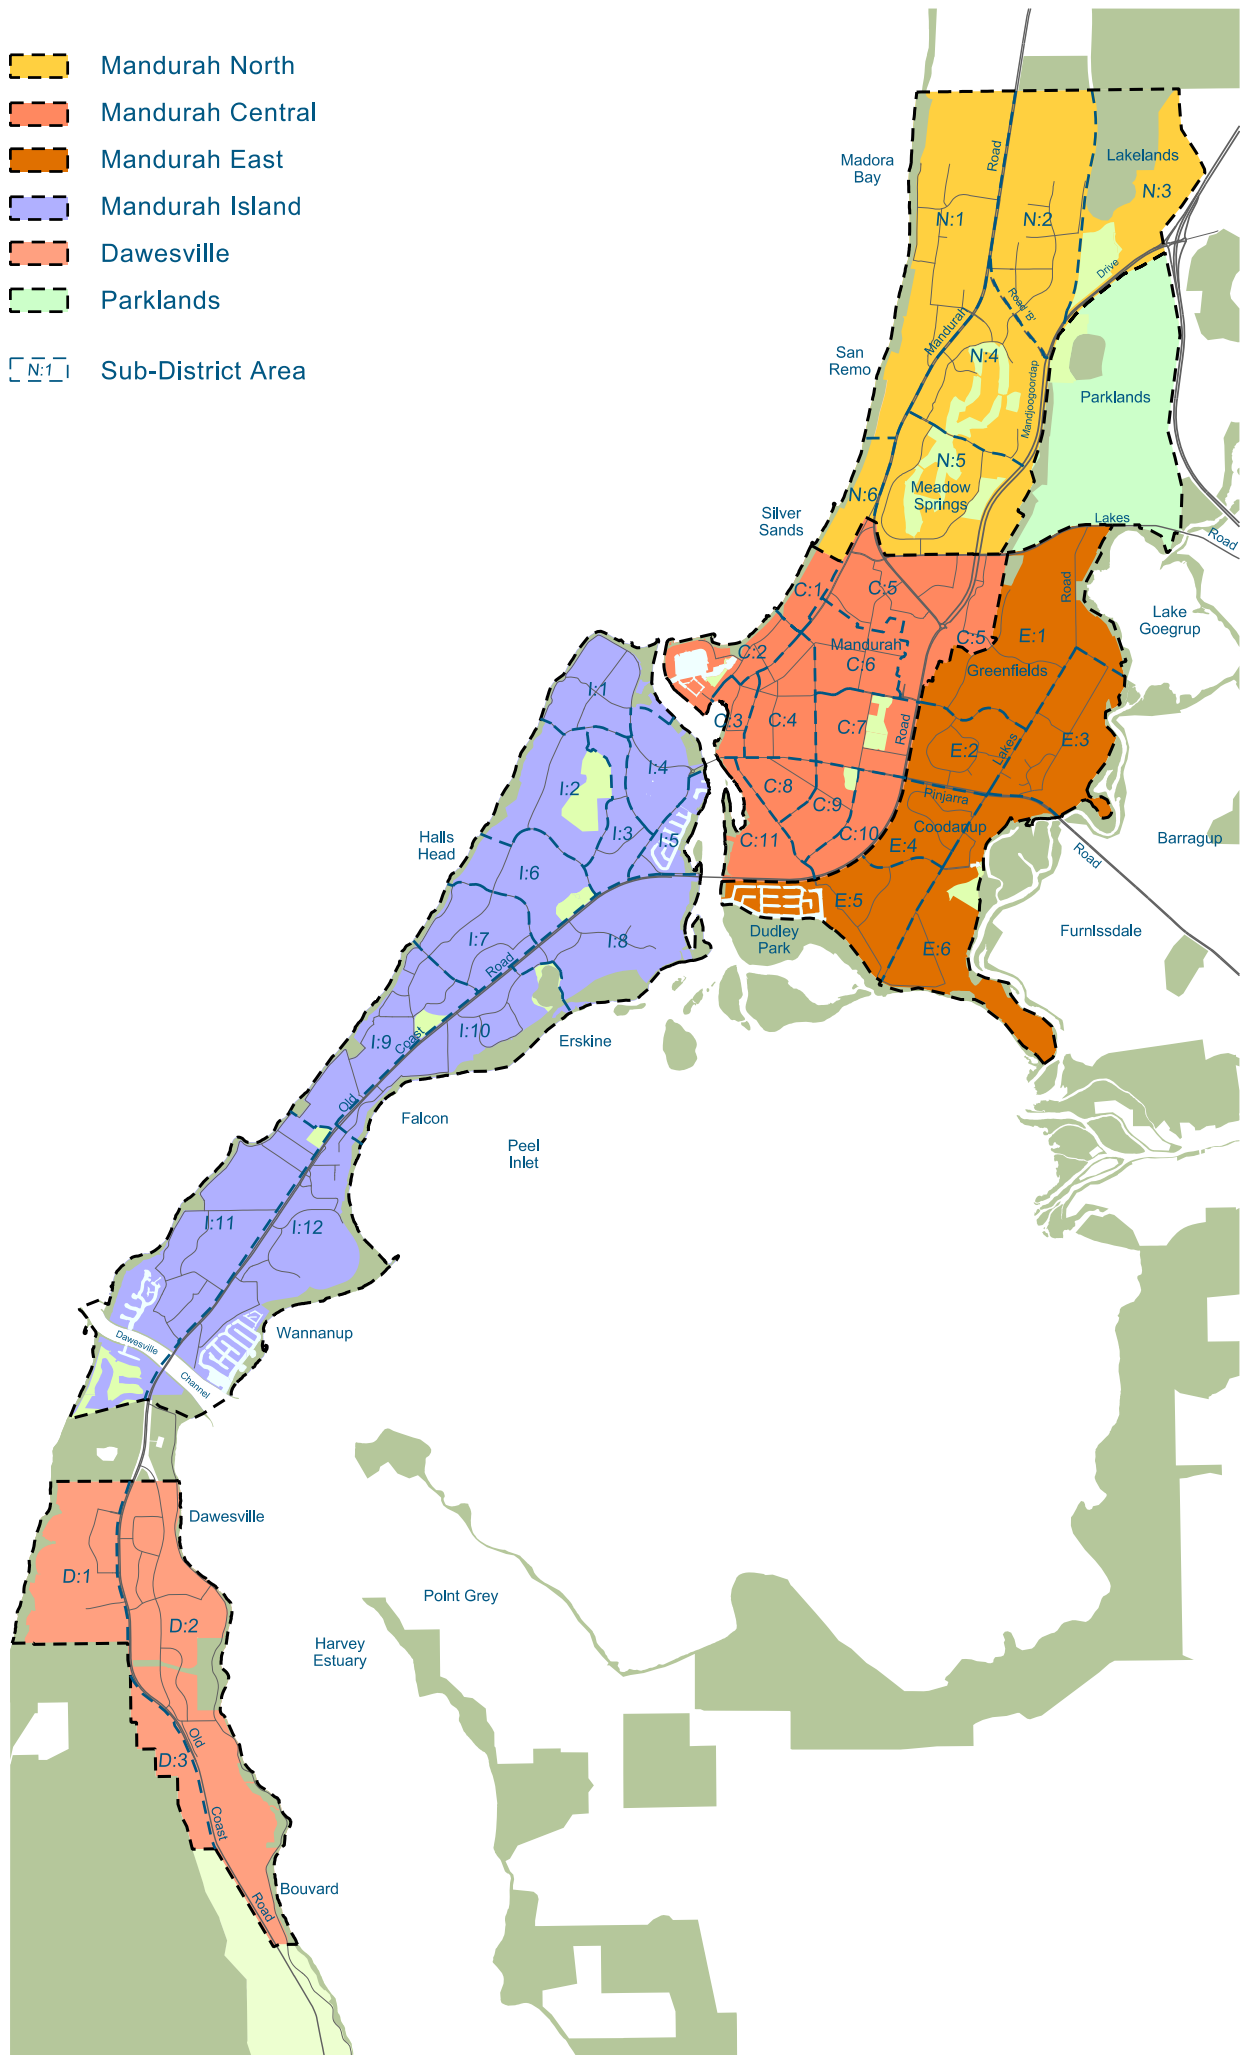 Mandurah North
Mandurah Central
Mandurah East
Mandurah Island
Dawesville
Parklands
N:1
Sub-District Area
Madora
Bay
Road
Lakelands
N:3
N:1
N:2
Drive
Road 'B'
Mandurah
San
Remo
N:4
Mandjoogoordap
Parklands
N:5
Meadow
Springs
N:6
Silver
Sands
Lakes
Road
C:1
C:5
Road
Lake
Goegrup
C:2
Mandurah
C:6
C:5
E:1
Greenfields
I:1
C:3
C:4
C:7
Road
E:2
Lakes
E:3
I:2
I:4
C:8
C:9
Pinjarra
Coodanup
Halls
Head
I:3
I:5
C:11
C:10
E:4
Road
Barragup
I:6
E:5
Dudley
Park
Furnissdale
I:7
Road
I:8
E:6
I:9
Coast
I:10
Erskine
Old
Falcon
Peel
Inlet
I:11
I:12
Dawesville
Channel
Wannanup
Dawesville
D:1
D:2
Point Grey
Harvey
Estuary
Old
D:3
Coast
Road
Bouvard